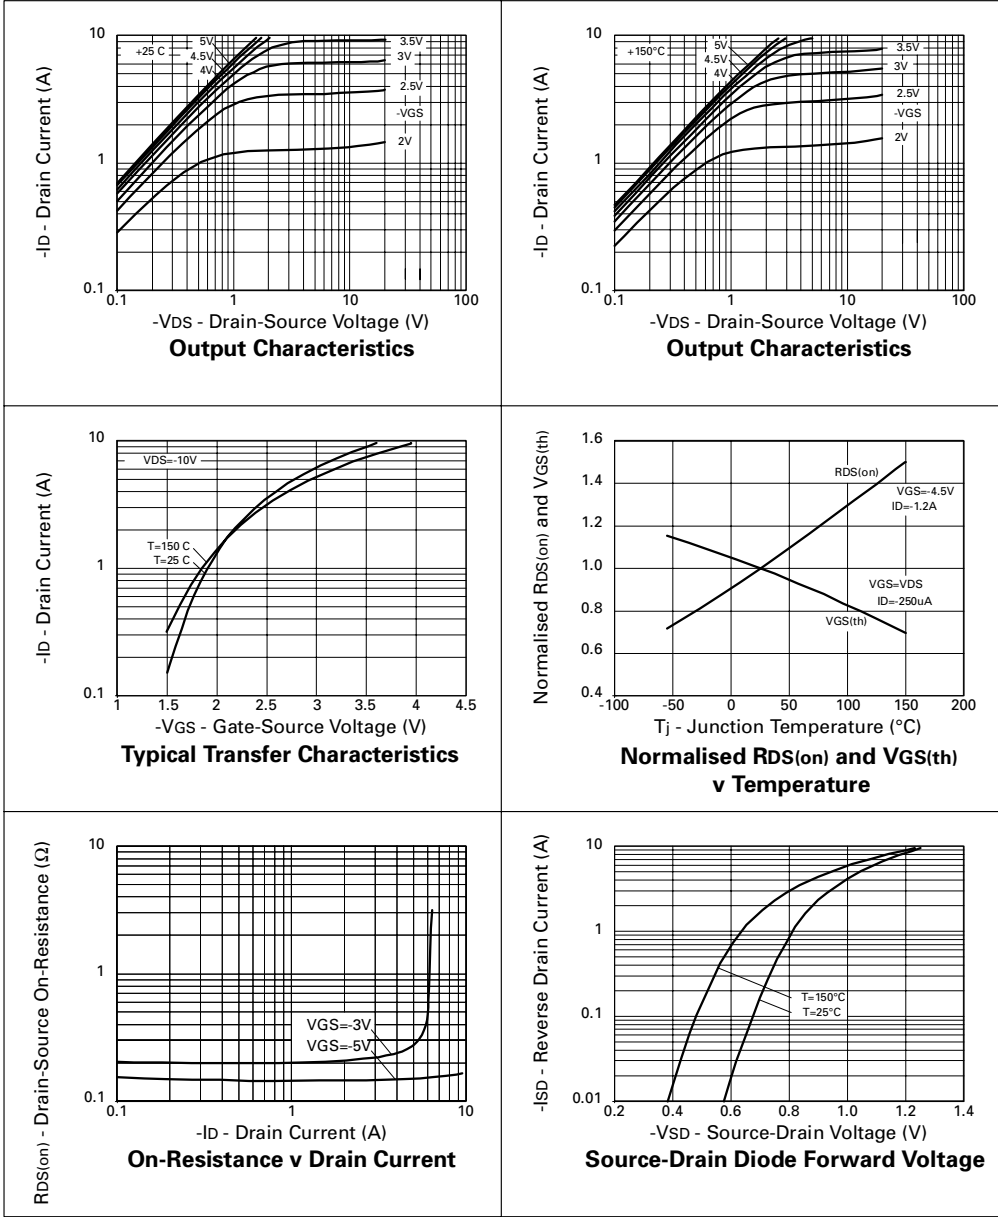 10
1
0.1
-ID - Drain Current (A)
+25 C
5V
4.5V
4V
3.5V
3V
2.5V
-VGS
2V
0.1
1
10
100
-VDS - Drain-Source Voltage (V)
Output Characteristics
10
1
0.1
-ID - Drain Current (A)
+150°C
5V
4.5V
4V
3.5V
3V
2.5V
-VGS
2V
0.1
1
10
100
-VDS - Drain-Source Voltage (V)
Output Characteristics
10
1
0.1
-ID - Drain Current (A)
VDS=-10V
T=150 C
T=25 C
1
1.5
2
2.5
3
3.5
4
4.5
-VGS - Gate-Source Voltage (V)
Typical Transfer Characteristics
1.6
1.4
1.2
1.0
0.8
0.6
0.4
Normalised RDS(on) and VGS(th)
RDS(on)
VGS=-4.5V
ID=-1.2A
VGS=VDS
ID=-250uA
VGS(th)
-100
-50
0
50
100
150
200
Tj - Junction Temperature (°C)
Normalised RDS(on) and VGS(th)
v Temperature
10
1
0.1
RDS(on) - Drain-Source On-Resistance (Ω)
VGS=-3V
VGS=-5V
0.1
1
10
-ID - Drain Current (A)
On-Resistance v Drain Current
10
1
0.1
0.01
-ISD - Reverse Drain Current (A)
T=150°C
T=25°C
0.2
0.4
0.6
0.8
1.0
1.2
1.4
-VSD - Source-Drain Voltage (V)
Source-Drain Diode Forward Voltage